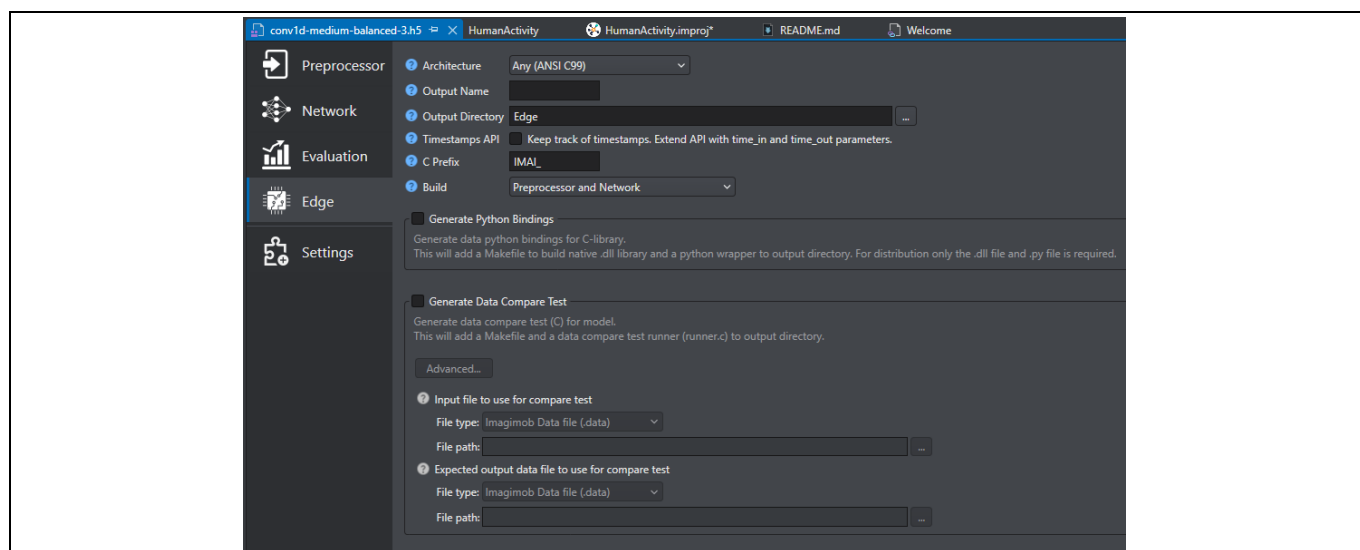 conv1d-medium-balanced-3.h5 HumanActivity HumanActivity.improj* README.md Welcome
Preprocessor
Network
Evaluation
Edge
Settings
Architecture Any (ANSI C99)
Output Name
Output Directory Edge ...
Timestamps API Keep track of timestamps. Extend API with time_in and time_out parameters.
C Prefix IMAI_
Build Preprocessor and Network
Generate Python Bindings
Generate data python bindings for C-library.
This will add a Makefile to build native .dll library and a python wrapper to output directory. For distribution only the .dll file and .py file is required.
Generate Data Compare Test
Generate data compare test (C) for model.
This will add a Makefile and a data compare test runner (runner.c) to output directory.
Advanced...
Input file to use for compare test
File type: Imagimob Data file (.data)
File path: ...
Expected output data file to use for compare test
File type: Imagimob Data file (.data)
File path: ...